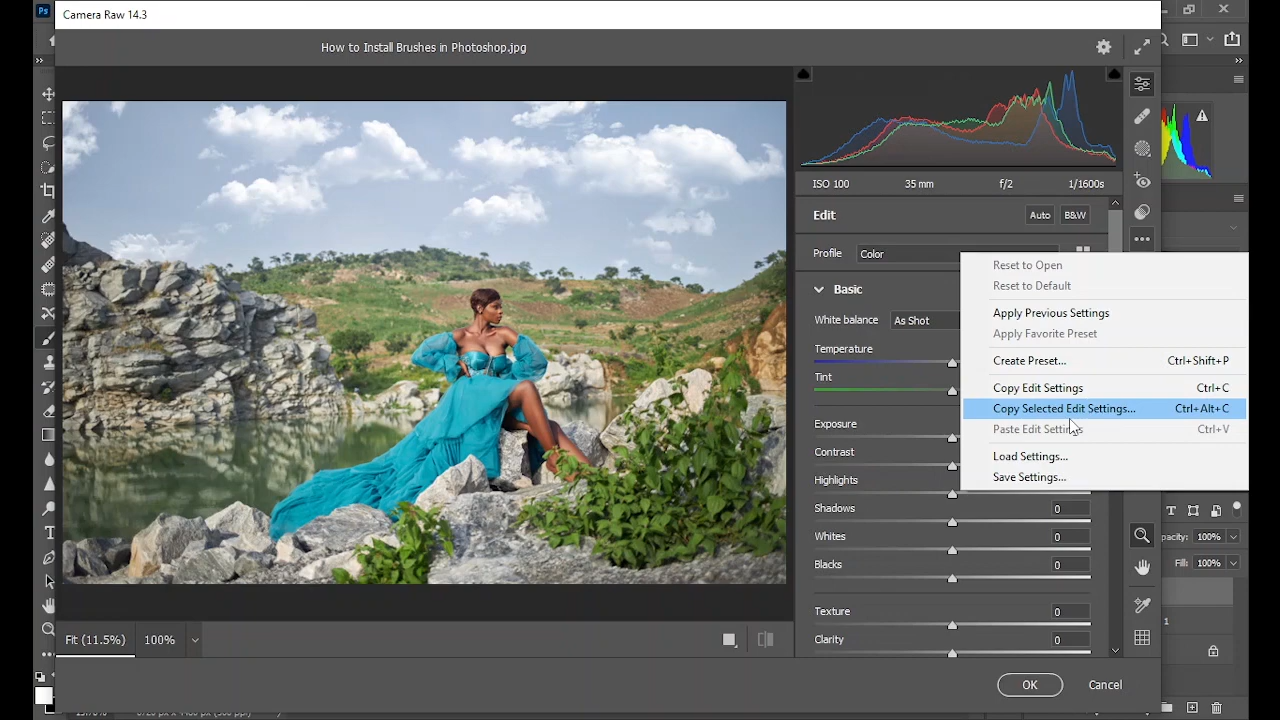 Ps
Camera Raw 14.3
How to Install Brushes in Photoshop.jpg
ISO 100 35 mm f/2 1/1600s
Edit Auto B&W
Profile Color
Basic
White balance As Shot
Temperature
Tint
Exposure
Contrast
Highlights
Shadows 0
Whites 0
Blacks 0
Texture 0
Clarity 0
Reset to Open
Reset to Default
Apply Previous Settings
Apply Favorite Preset
Create Preset... Ctrl+Shift+P
Copy Edit Settings Ctrl+C
Copy Selected Edit Settings... Ctrl+Alt+C
Paste Edit Settings Ctrl+V
Load Settings...
Save Settings...
pacity: 100%
Fill: 100%
1
Fit (11.5%) 100%
OK Cancel